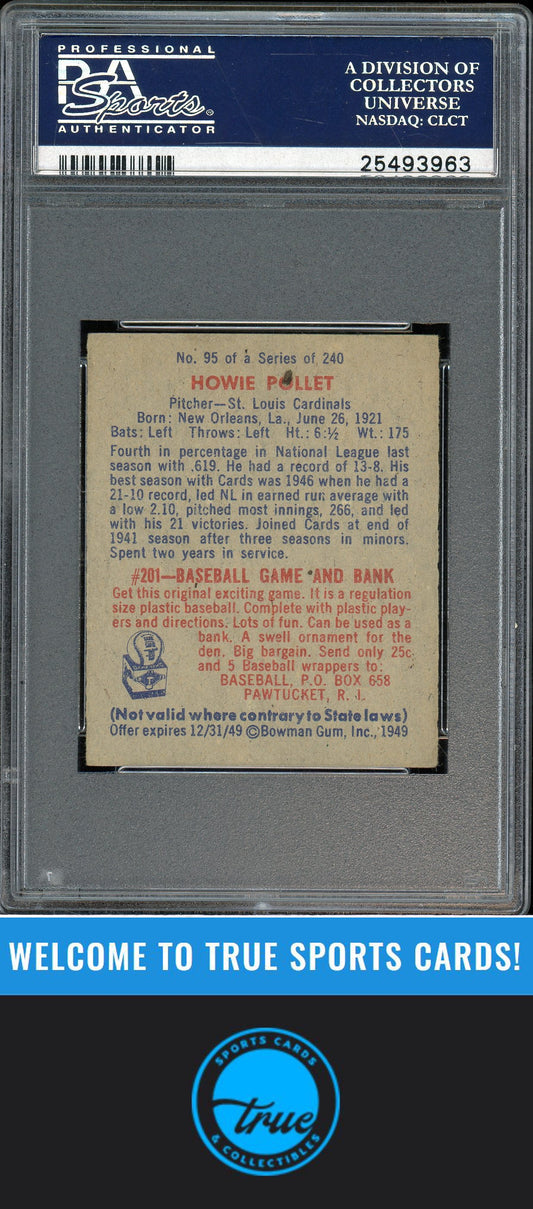 PROFESSIONAL
PSA
Sports®
AUTHENTICATOR
A DIVISION OF
COLLECTORS
UNIVERSE
NASDAQ: CLCT
25493963
No. 95 of a Series of 240
HOWIE POLLET
Pitcher—St. Louis Cardinals
Born: New Orleans, La., June 26, 1921
Bats: Left Throws: Left Ht.: 6:½ Wt.: 175
Fourth in percentage in National League last
season with .619. He had a record of 13-8. His
best season with Cards was 1946 when he had a
21-10 record, led NL in earned run average with
a low 2.10, pitched most innings, 266, and led
with his 21 victories. Joined Cards at end of
1941 season after three seasons in minors.
Spent two years in service.
#201—BASEBALL GAME AND BANK
Get this original exciting game. It is a regulation
size plastic baseball. Complete with plastic play-
ers and directions. Lots of fun. Can be used as a
bank. A swell ornament for the
den. Big bargain. Send only 25c
and 5 Baseball wrappers to:
BASEBALL, P.O. BOX 658
PAWTUCKET, R. I.
(Not valid where contrary to State laws)
Offer expires 12/31/49 ©Bowman Gum, Inc., 1949
WELCOME TO TRUE SPORTS CARDS!
SPORTS CARDS
true
& COLLECTIBLES